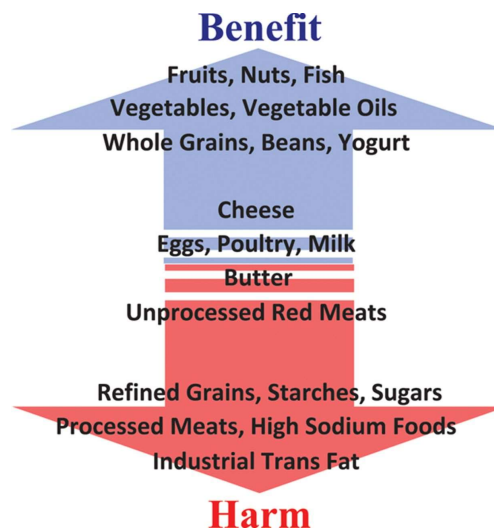 Benefit
Fruits, Nuts, Fish
Vegetables, Vegetable Oils
Whole Grains, Beans, Yogurt
Cheese
Eggs, Poultry, Milk
Butter
Unprocessed Red Meats
Refined Grains, Starches, Sugars
Processed Meats, High Sodium Foods
Industrial Trans Fat
Harm